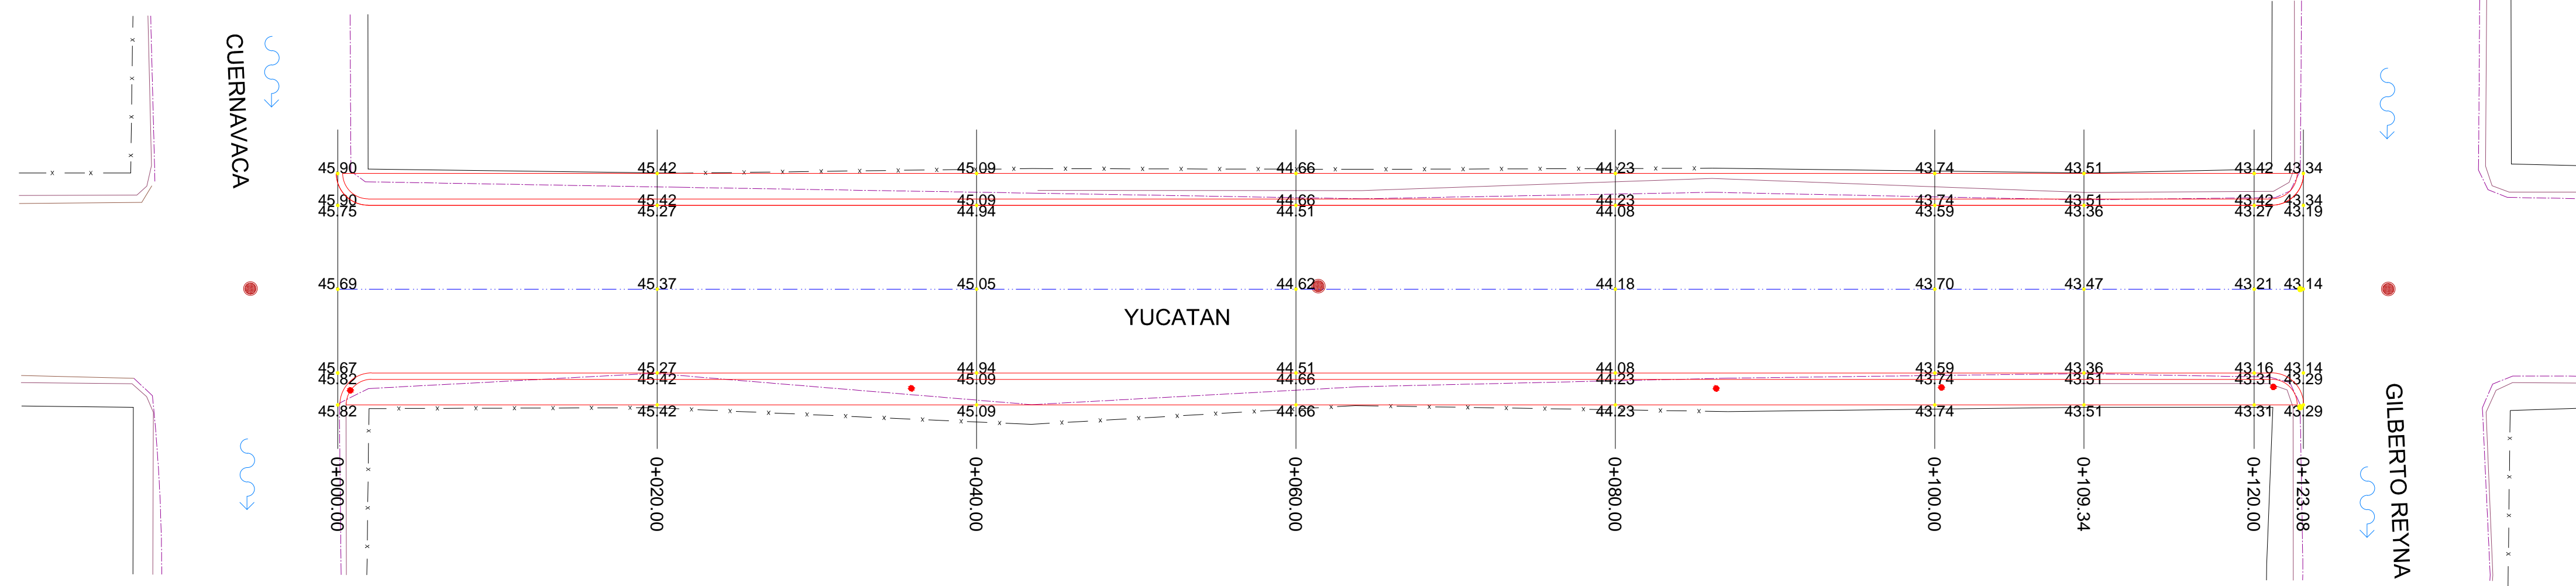 CUERNAVACA
45.90 45.42 45.09 44.66 44.23 43.74 43.51 43.42 43.34
45.90 45.42 45.09 44.66 44.23 43.74 43.51 43.42 43.34
45.75 45.27 44.94 44.51 44.08 43.59 43.36 43.27 43.19
45.69 45.37 45.05 44.62 44.18 43.70 43.47 43.21 43.14
YUCATAN
45.67 45.27 44.94 44.51 44.08 43.59 43.36 43.16 43.14
45.82 45.42 45.09 44.66 44.23 43.74 43.51 43.31 43.29
45.82 45.42 45.09 44.66 44.23 43.74 43.51 43.31 43.29
0+000.00 0+020.00 0+040.00 0+060.00 0+080.00 0+100.00 0+109.34 0+120.00 0+123.08
GILBERTO REYNA